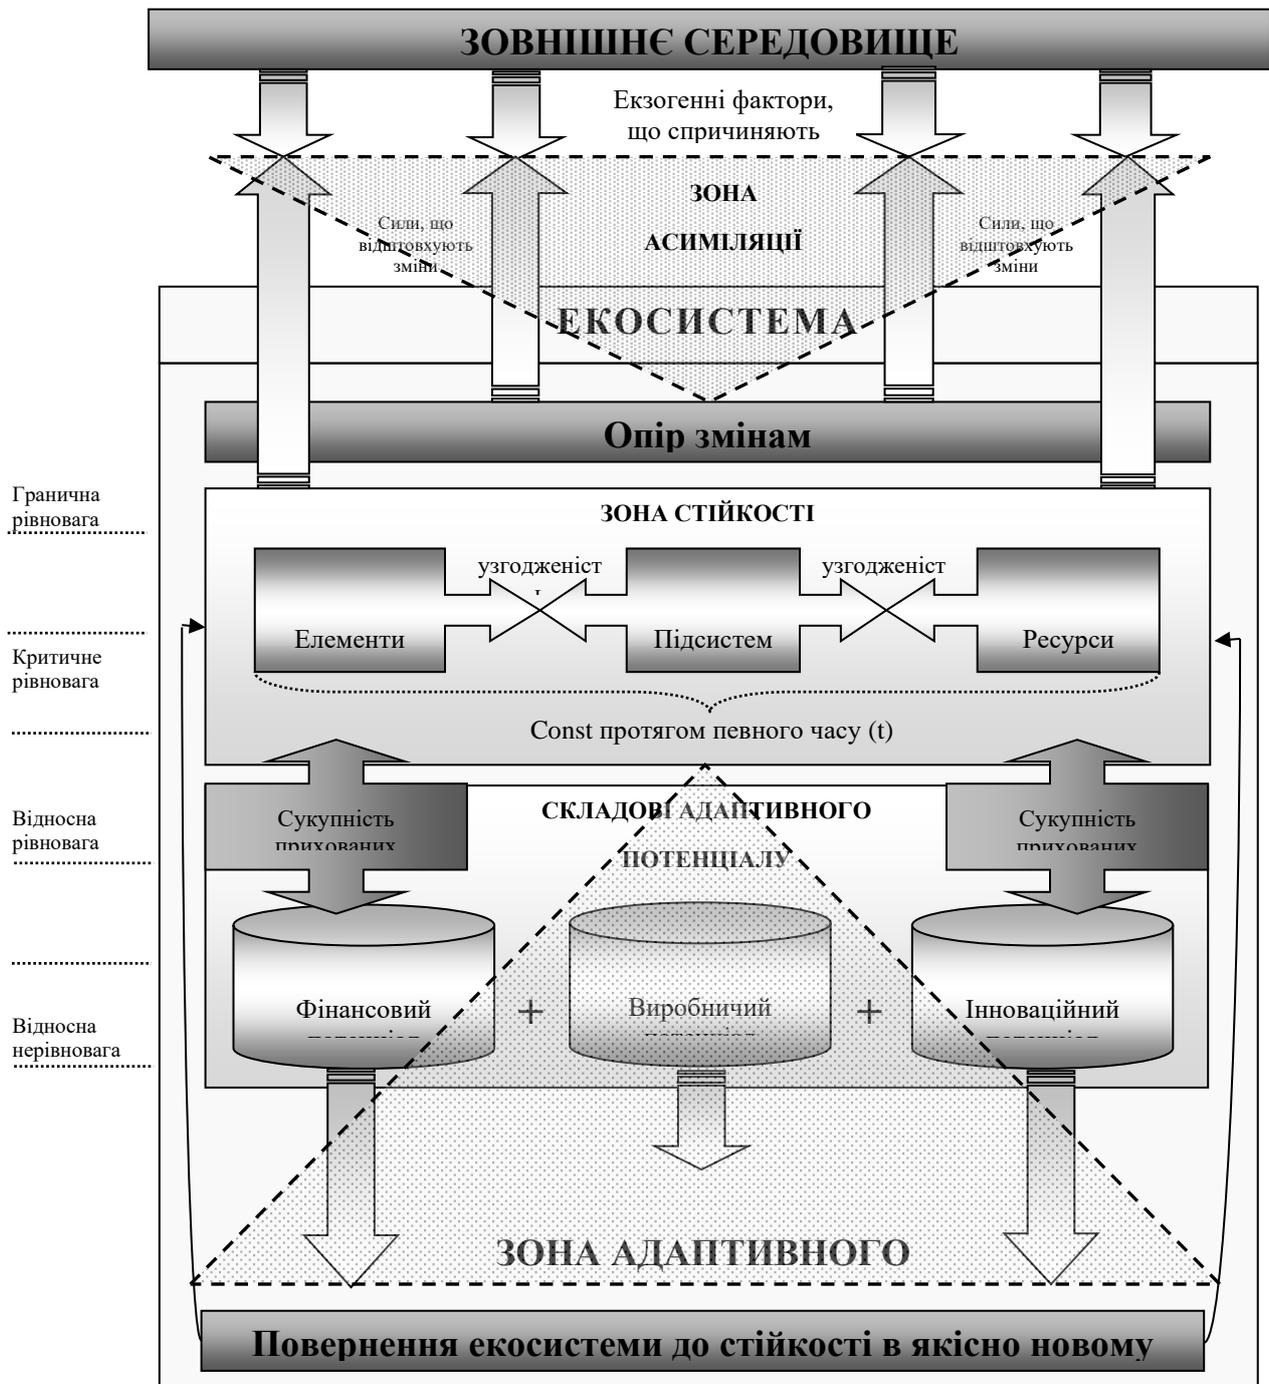 ЗОВНІШНЄ СЕРЕДОВИЩЕ
Екзогенні фактори,
що спричиняють
ЗОНА
АСИМІЛЯЦІЇ
Сили, що
відштовхують
зміни
Сили, що
відштовхують
зміни
ЕКОСИСТЕМА
Опір змінам
Гранична
рівновага
ЗОНА СТІЙКОСТІ
узгодженіст
узгодженіст
Елементи
Підсистем
Ресурси
Критичне
рівновага
Const протягом певного часу (t)
Відносна
рівновага
Сукупність
прихованих
СКЛАДОВІ АДАПТИВНОГО
ПОТЕНЦІАЛУ
Сукупність
прихованих
Фінансовий
+
Виробничий
+
Інноваційний
Відносна
нерівновага
ЗОНА АДАПТИВНОГО
Повернення екосистеми до стійкості в якісно новому